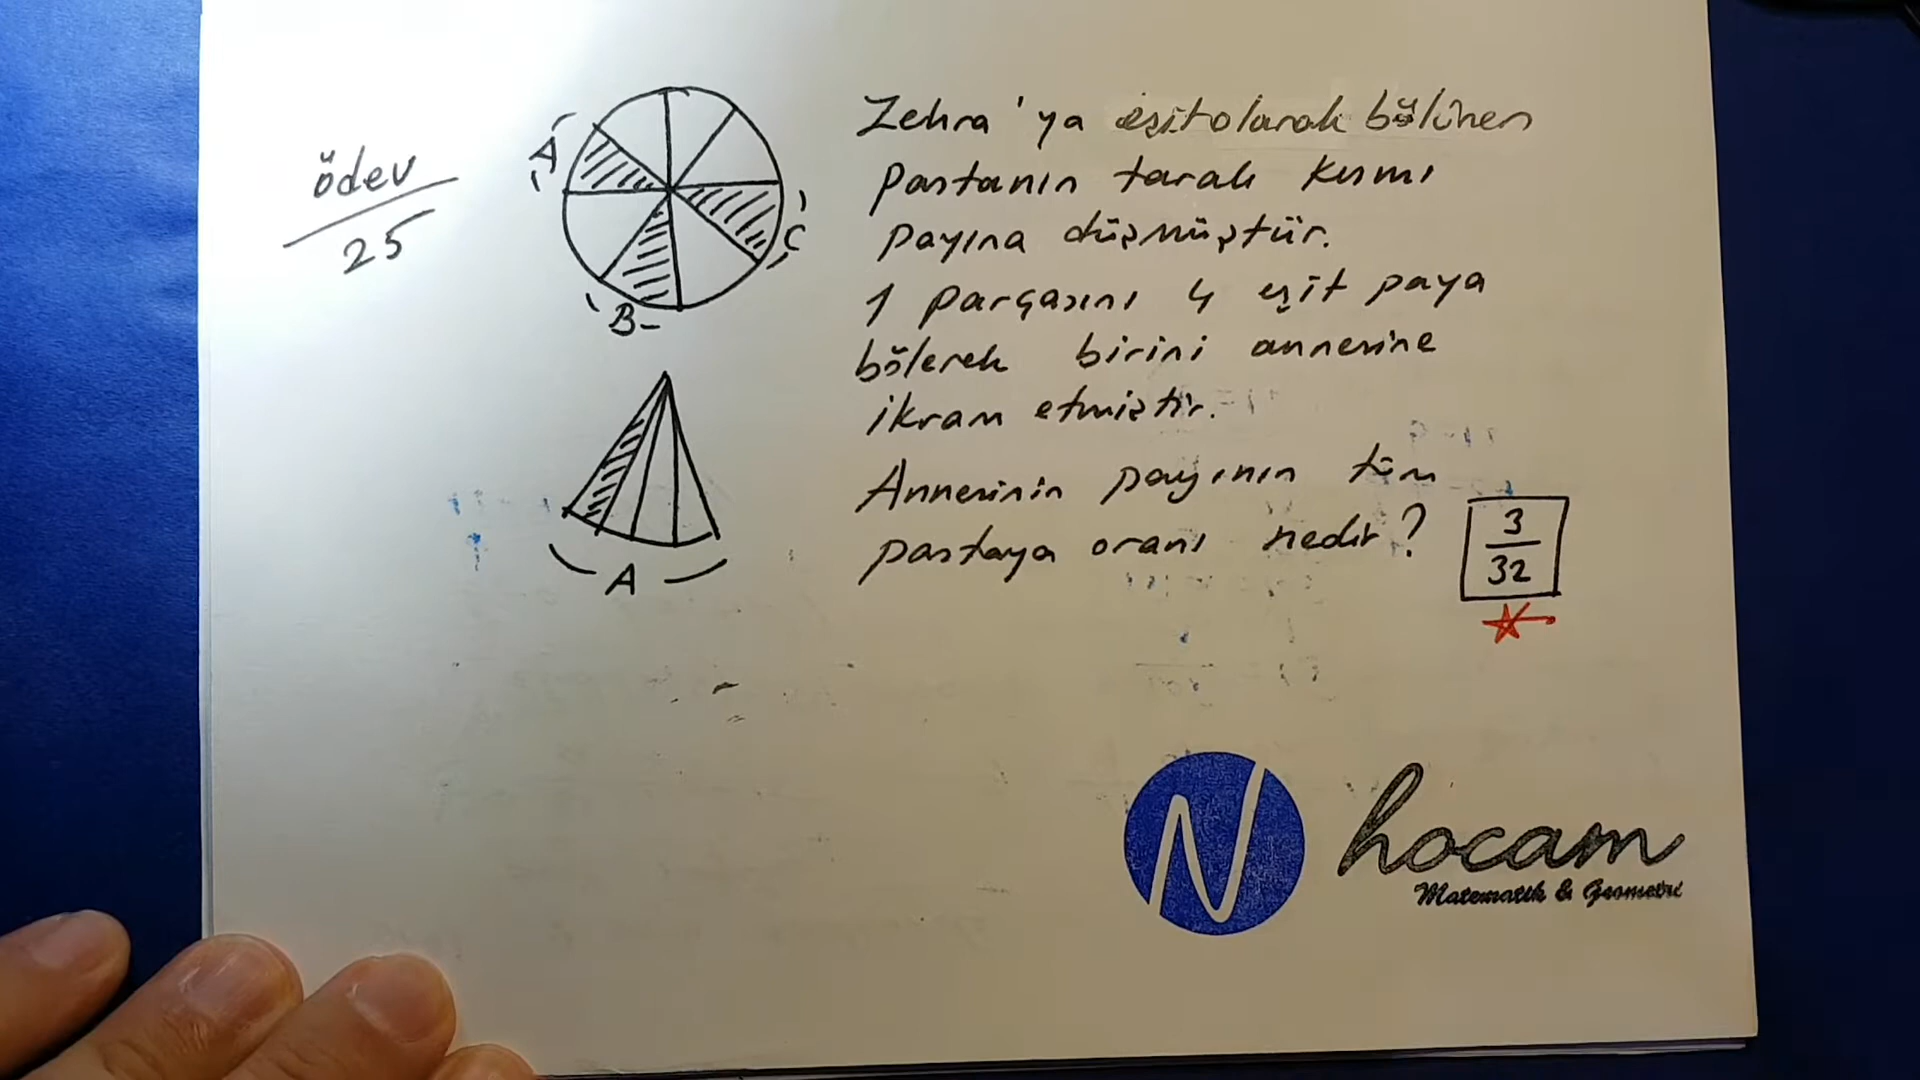 ödev
25
A
B
C
A
Zehra'ya eşit olarak bölünen
pastanın taralı kısmı
payına düşmüştür.
1 parçasını 4 eşit paya
bölerek birini annesine
ikram etmiştir.
Annesinin payının tüm
pastaya oranı nedir?
3
32
N hocam
Matematik & Geometri